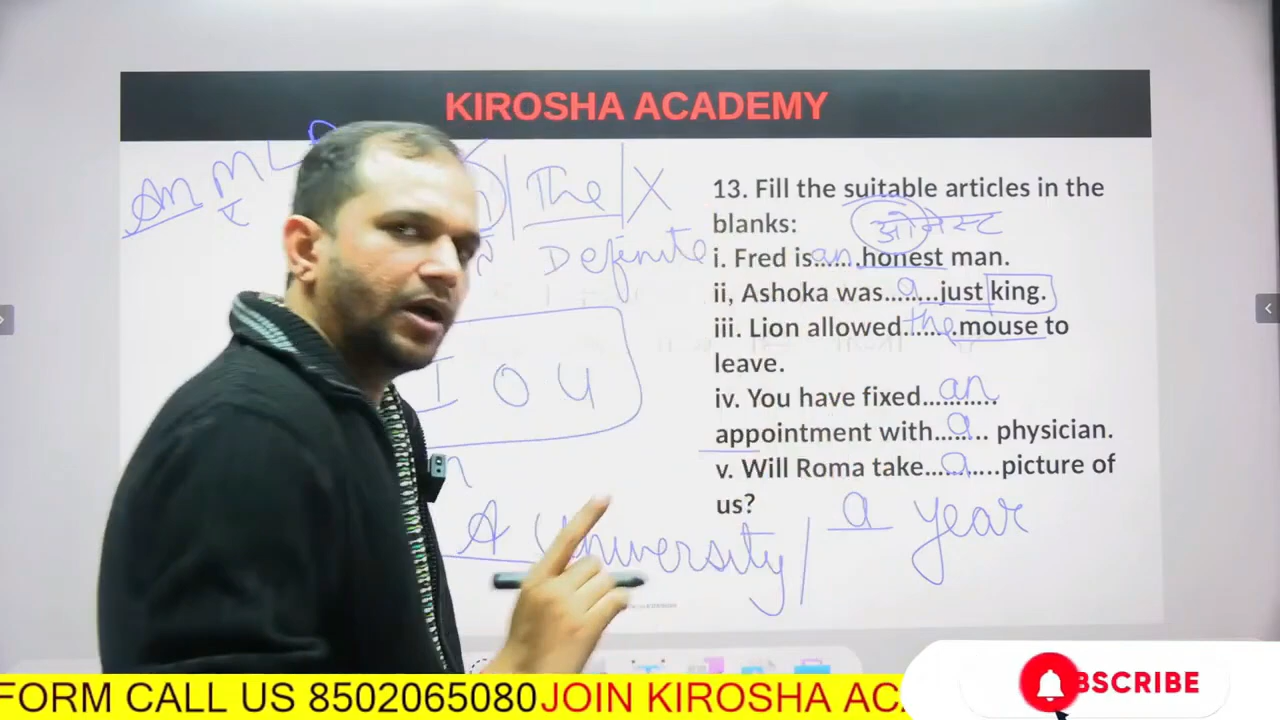 KIROSHA ACADEMY
An M L
The X
Definite
I O U
A University / a year
13. Fill the suitable articles in the
blanks:
ओनेस्ट
i. Fred is......an.honest man.
ii, Ashoka was...a....just king.
iii. Lion allowed...the....mouse to
leave.
iv. You have fixed...an........
appointment with...a..... physician.
v. Will Roma take....a......picture of
us?
FORM CALL US 8502065080 JOIN KIROSHA
BSCRIBE